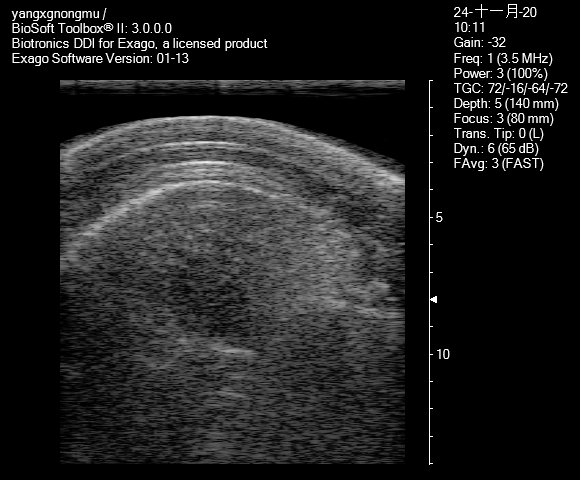 yangxgnongmu /
BioSoft Toolbox® II: 3.0.0.0
Biotronics DDI for Exago, a licensed product
Exago Software Version: 01-13
24-十一月-20
10:11
Gain: -32
Freq: 1 (3.5 MHz)
Power: 3 (100%)
TGC: 72/-16/-64/-72
Depth: 5 (140 mm)
Focus: 3 (80 mm)
Trans. Tip: 0 (L)
Dyn.: 6 (65 dB)
FAvg: 3 (FAST)
5
10